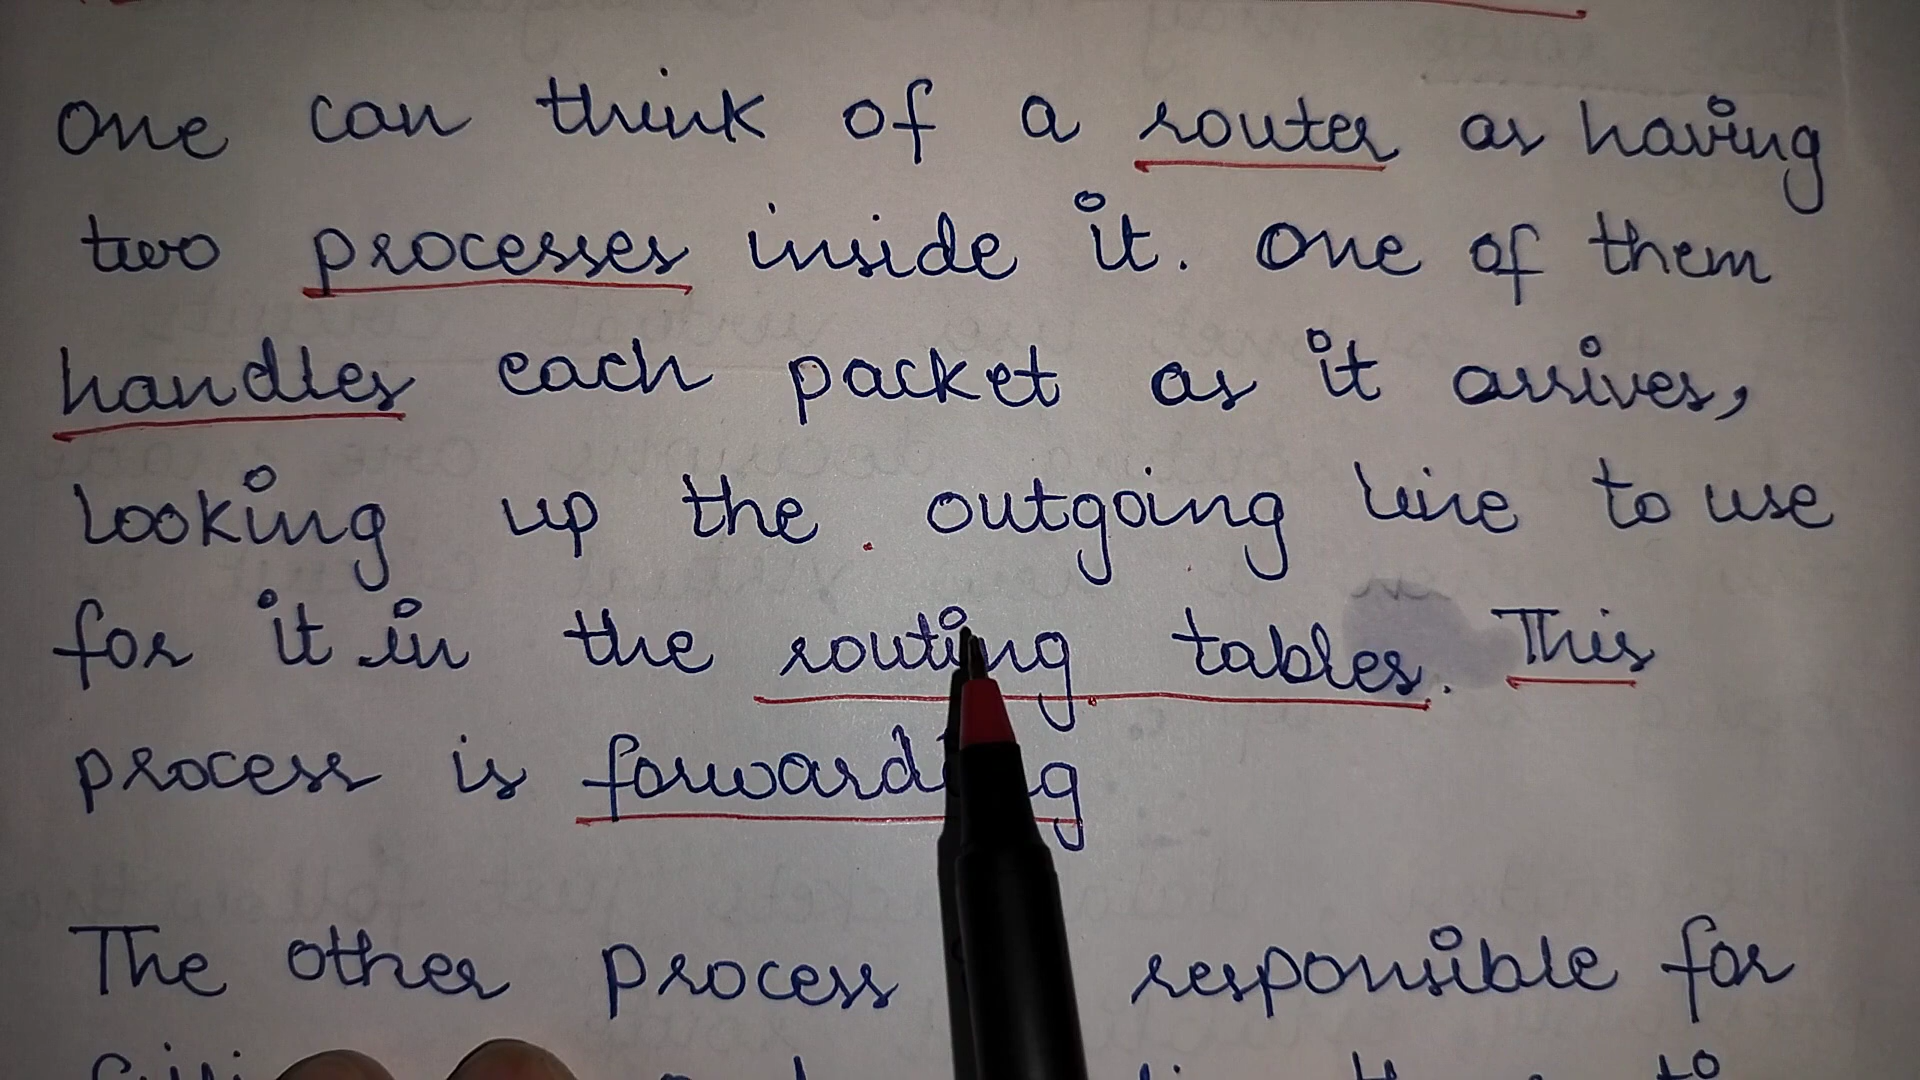 One can think of a router as having
two processes inside it. One of them
handles each packet as it arrives,
looking up the outgoing line to use
for it in the routing tables. This
process is forwarding
The other process responsible for